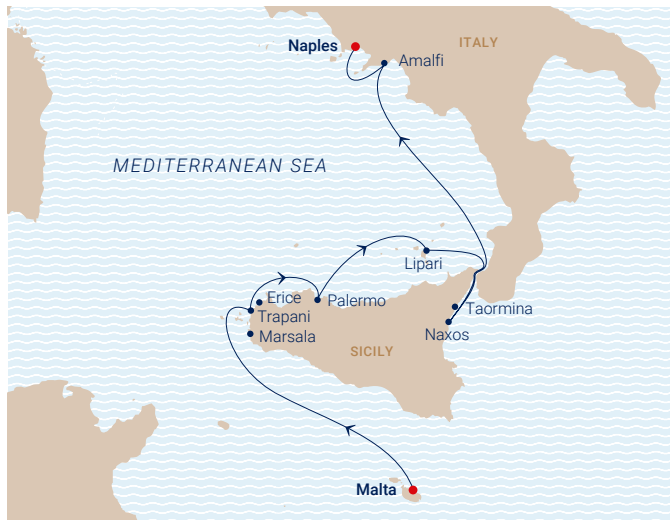 ITALY
Naples
Amalfi
MEDITERRANEAN SEA
Lipari
Erice
Palermo
Taormina
Trapani
Marsala
Naxos
SICILY
Malta